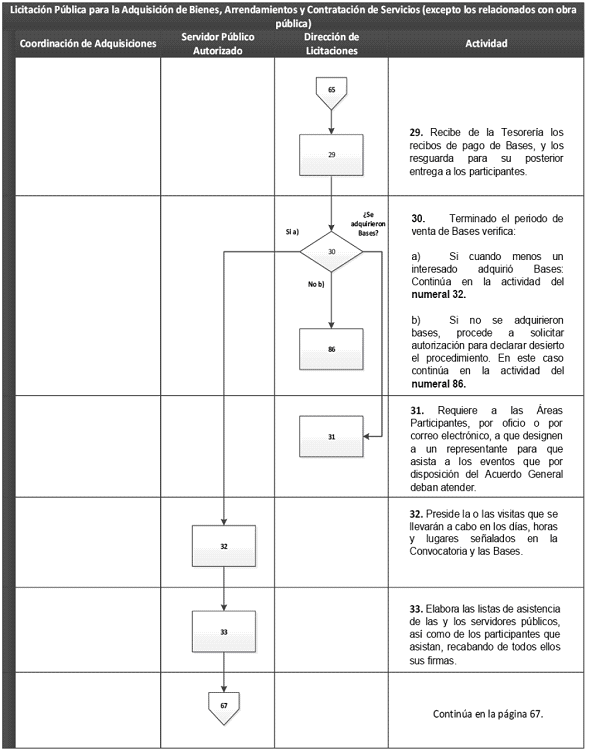 Licitación Pública para la Adquisición de Bienes, Arrendamientos y Contratación de Servicios (excepto los relacionados con obra
pública)
Coordinación de Adquisiciones
Servidor Público
Autorizado
Dirección de
Licitaciones
Actividad
65
29
29. Recibe de la Tesorería los
recibos de pago de Bases, y los
resguarda para su posterior
entrega a los participantes.
¿Se
adquirieron
Bases?
Si a)
30
No b)
86
30. Terminado el periodo de
venta de Bases verifica:
a) Si cuando menos un
interesado adquirió Bases:
Continúa en la actividad del
numeral 32.
b) Si no se adquirieron
bases, procede a solicitar
autorización para declarar desierto
el procedimiento. En este caso
continúa en la actividad del
numeral 86.
31
31. Requiere a las Áreas
Participantes, por oficio o por
correo electrónico, a que designen
a un representante para que
asista a los eventos que por
disposición del Acuerdo General
deban atender.
32
32. Preside la o las visitas que se
llevarán a cabo en los días, horas
y lugares señalados en la
Convocatoria y las Bases.
33
33. Elabora las listas de asistencia
de las y los servidores públicos,
así como de los participantes que
asistan, recabando de todos ellos
sus firmas.
67
Continúa en la página 67.